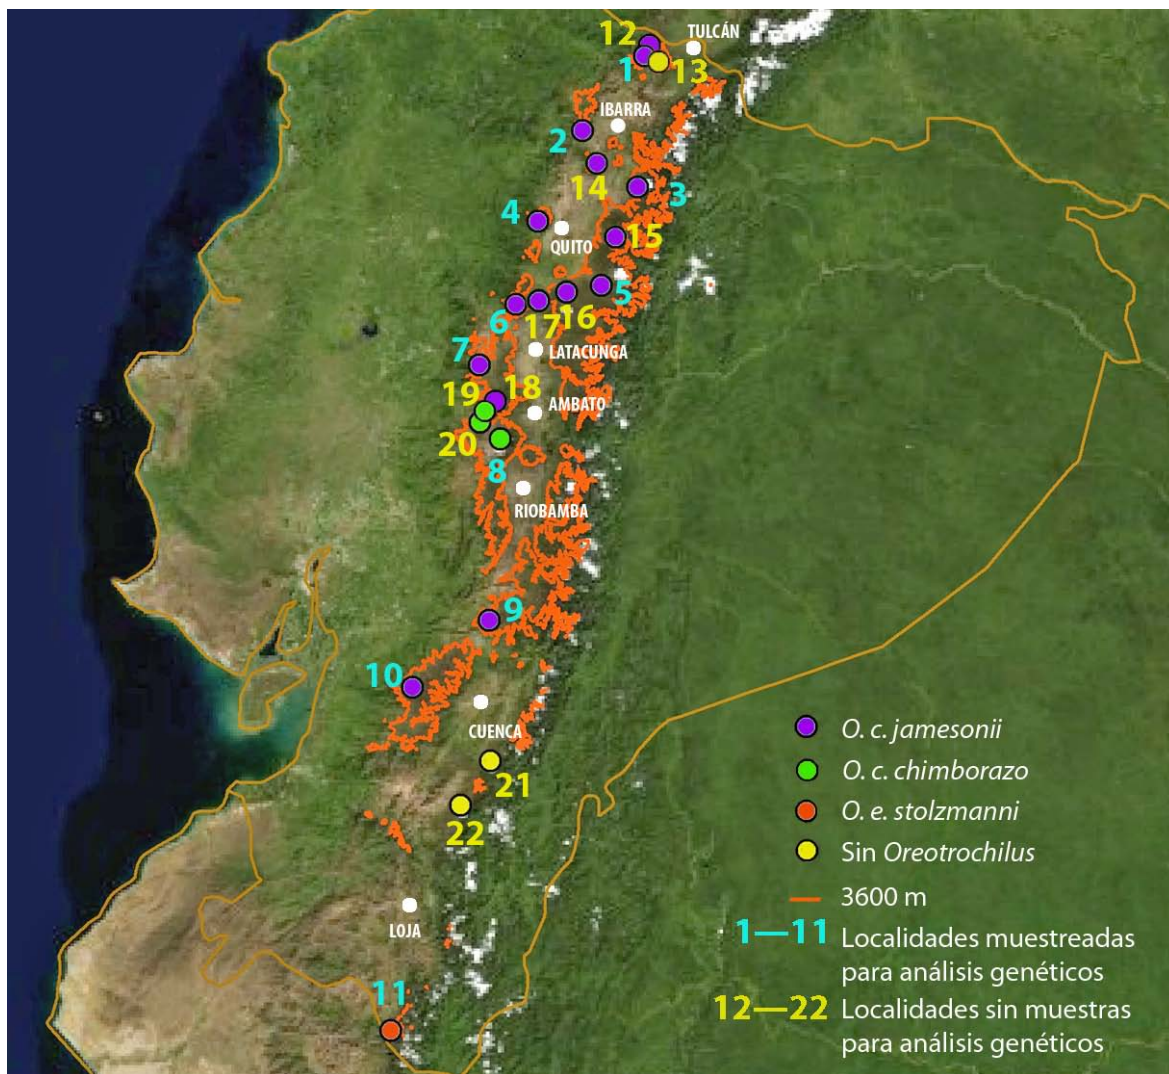 12
TULCÁN
1
13
IBARRA
2
14
3
4
QUITO
15
5
6
17
16
7
LATACUNGA
19
18
AMBATO
20
8
RIOBAMBA
9
10
CUENCA
21
22
LOJA
11
O. c. jamesonii
O. c. chimborazo
O. e. stolzmanni
Sin Oreotrochilus
3600 m
1—11 Localidades muestreadas
para análisis genéticos
12—22 Localidades sin muestras
para análisis genéticos